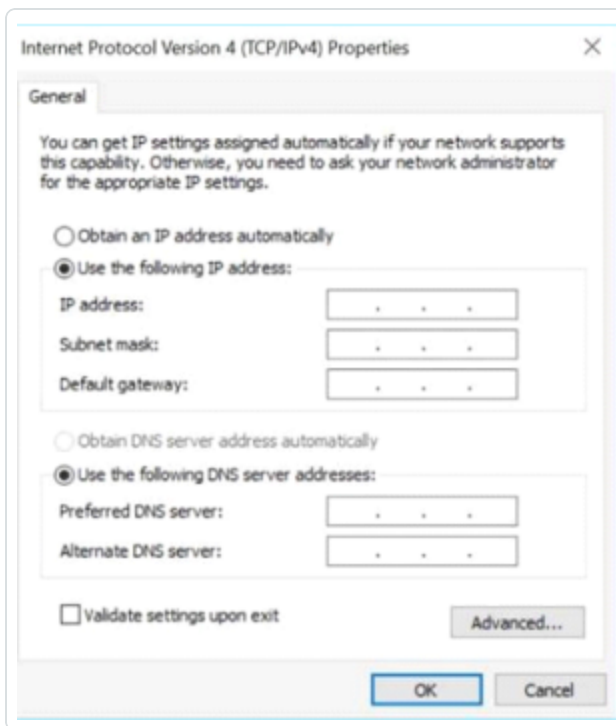 Internet Protocol Version 4 (TCP/IPv4) Properties
General
You can get IP settings assigned automatically if your network supports
this capability. Otherwise, you need to ask your network administrator
for the appropriate IP settings.
Obtain an IP address automatically
Use the following IP address:
IP address:
Subnet mask:
Default gateway:
Obtain DNS server address automatically
Use the following DNS server addresses:
Preferred DNS server:
Alternate DNS server:
Validate settings upon exit
Advanced...
OK
Cancel